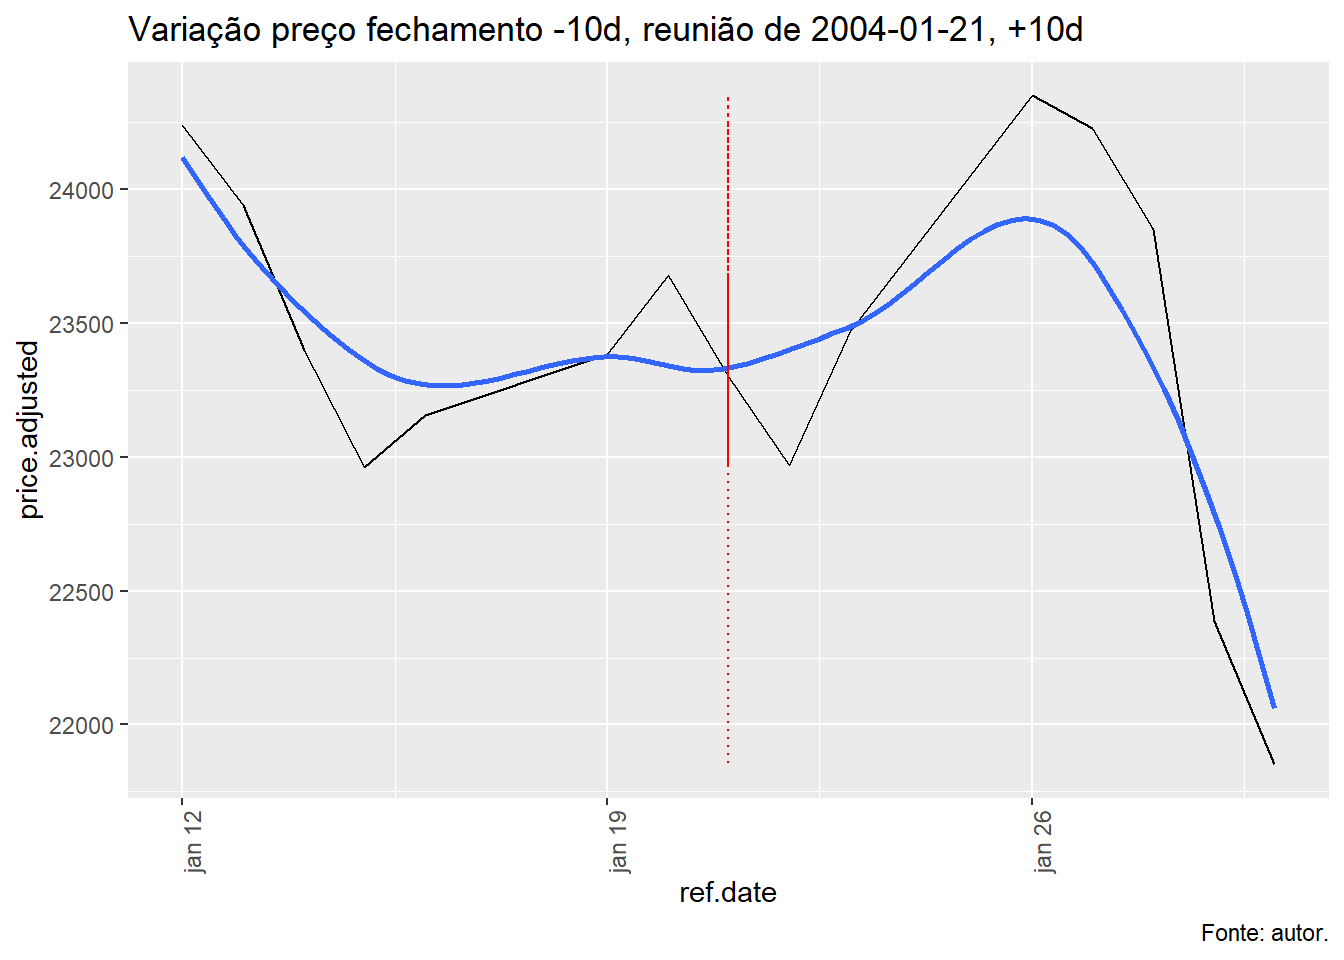 Variação preço fechamento -10d, reunião de 2004-01-21, +10d
price.adjusted
24000
23500
23000
22500
22000
jan 12
jan 19
jan 26
ref.date
Fonte: autor.